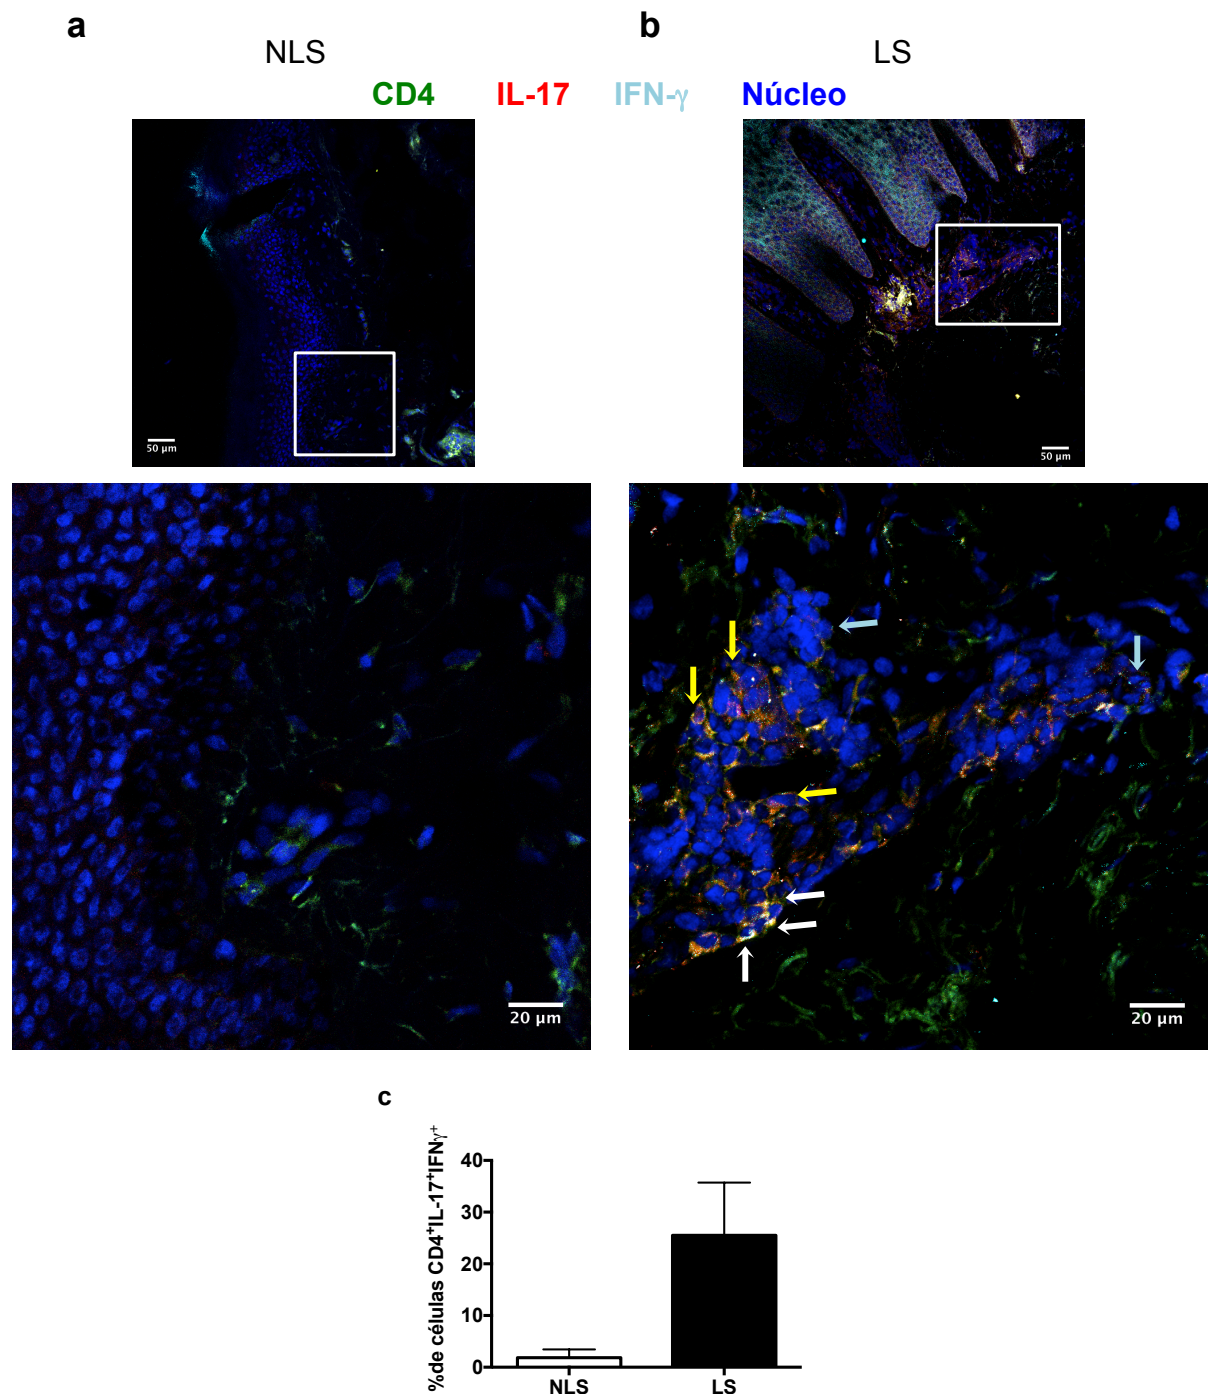 a
b
NLS
LS
CD4 IL-17 IFN-γ Núcleo
50 µm
50 µm
20 µm
20 µm
c
%de células CD4⁺IL-17⁺IFNγ⁺
40
30
20
10
0
NLS
LS